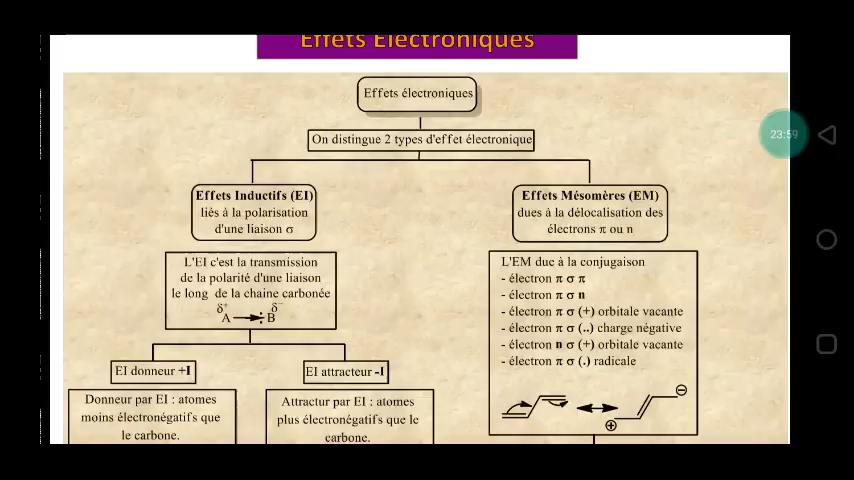 Effets Electroniques
Effets électroniques
On distingue 2 types d'effet électronique
Effets Inductifs (EI)
liés à la polarisation
d'une liaison σ
Effets Mésomères (EM)
dues à la délocalisation des
électrons π ou n
L'EI c'est la transmission
de la polarité d'une liaison
le long de la chaine carbonée
δ+ δ−
A B
L'EM due à la conjugaison
- électron π σ π
- électron π σ n
- électron π σ (+) orbitale vacante
- électron π σ (..) charge négative
- électron n σ (+) orbitale vacante
- électron π σ (.) radicale
EI donneur +I
EI attracteur -I
Donneur par EI : atomes
moins électronégatifs que
le carbone.
Attractur par EI : atomes
plus électronégatifs que le
carbone.
23:59